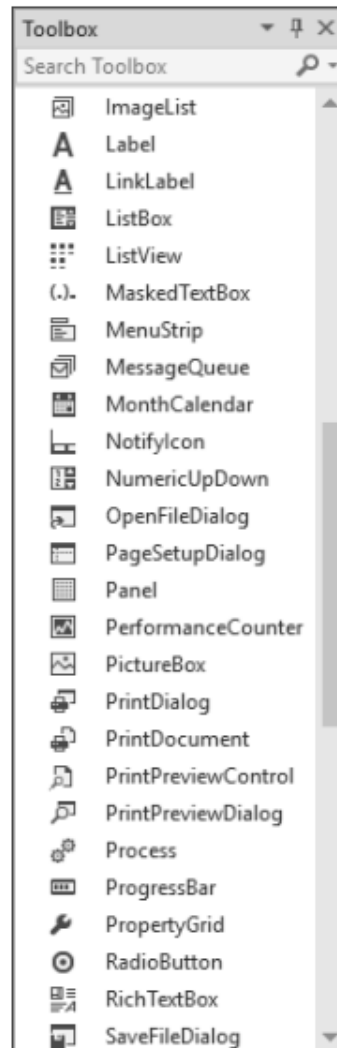 Toolbox
Search Toolbox
ImageList
Label
LinkLabel
ListBox
ListView
MaskedTextBox
MenuStrip
MessageQueue
MonthCalendar
NotifyIcon
NumericUpDown
OpenFileDialog
PageSetupDialog
Panel
PerformanceCounter
PictureBox
PrintDialog
PrintDocument
PrintPreviewControl
PrintPreviewDialog
Process
ProgressBar
PropertyGrid
RadioButton
RichTextBox
SaveFileDialog